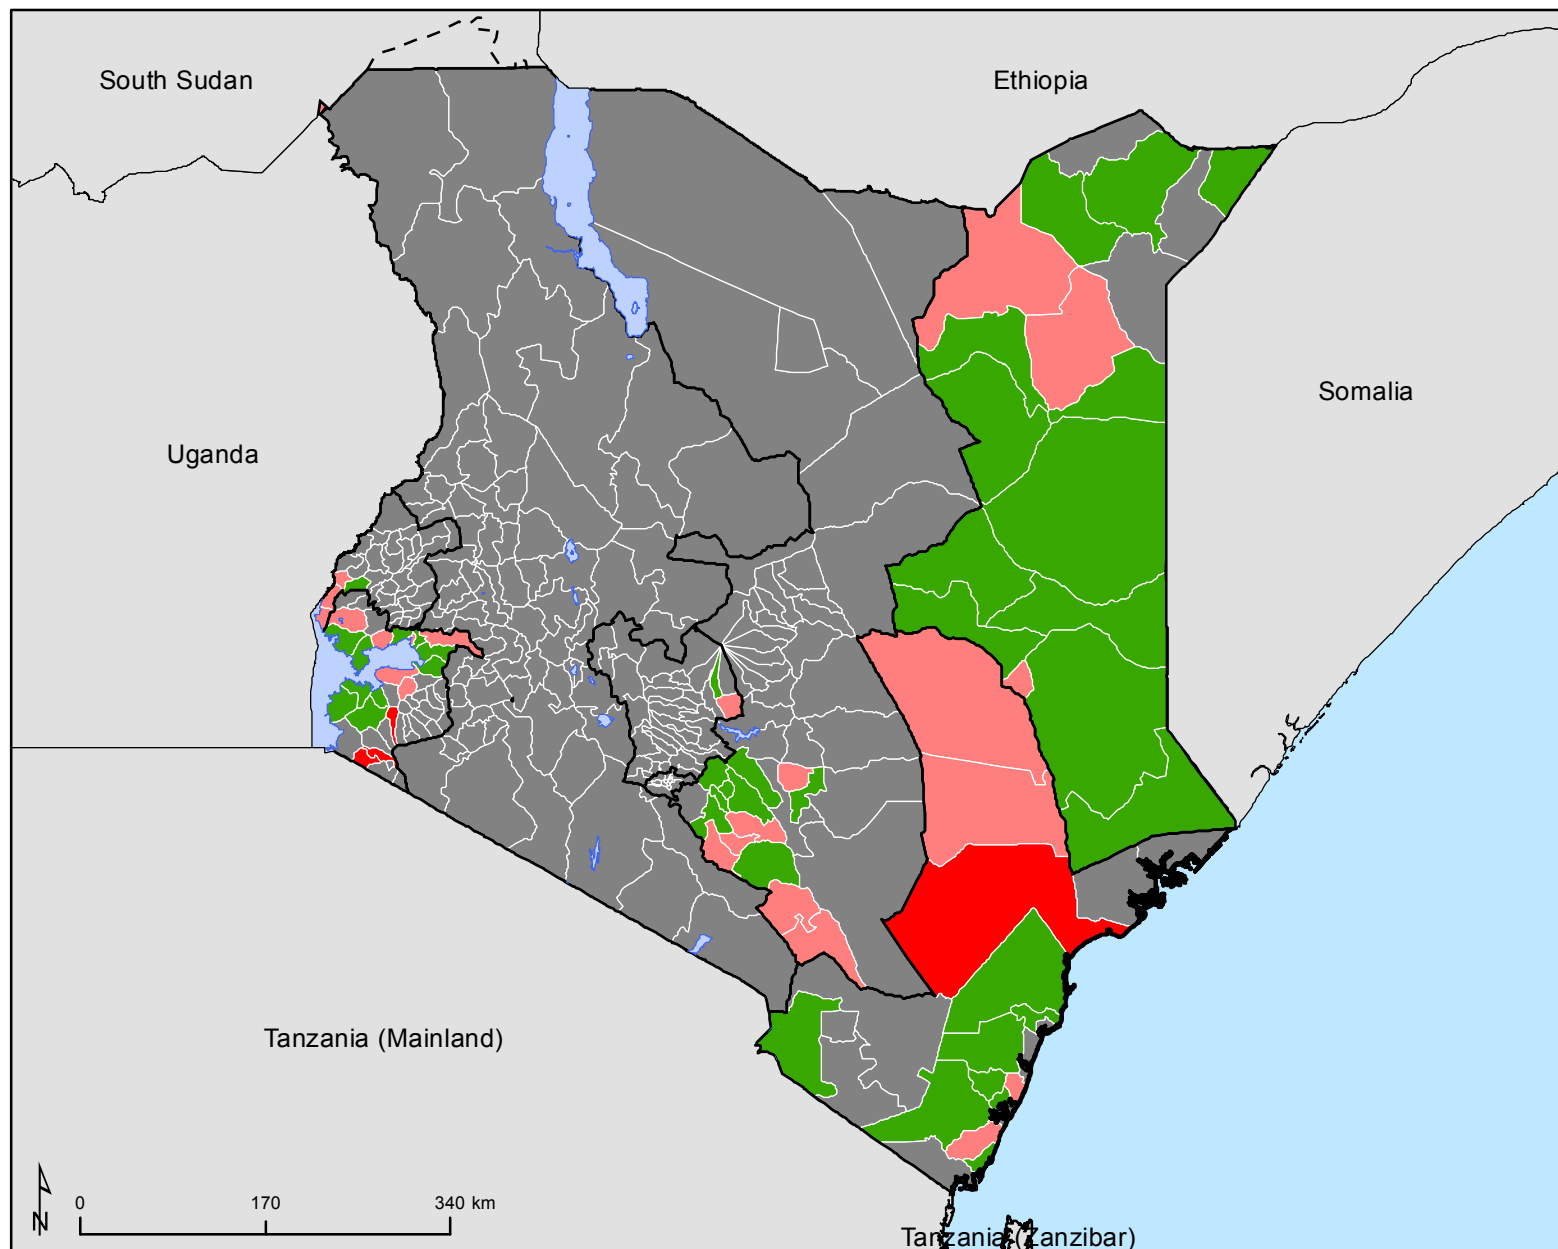 South Sudan
Ethiopia
Somalia
Uganda
Tanzania (Mainland)
N
0 170 340 km
Tanzania (Zanzibar)